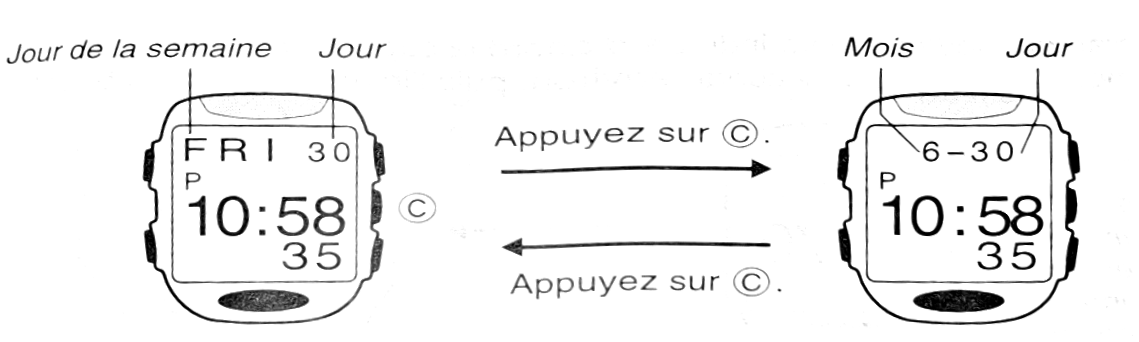 Jour de la semaine Jour
FRI 30
P
10:58
35
C
Appuyez sur C.
Appuyez sur C.
Mois Jour
6-30
P
10:58
35